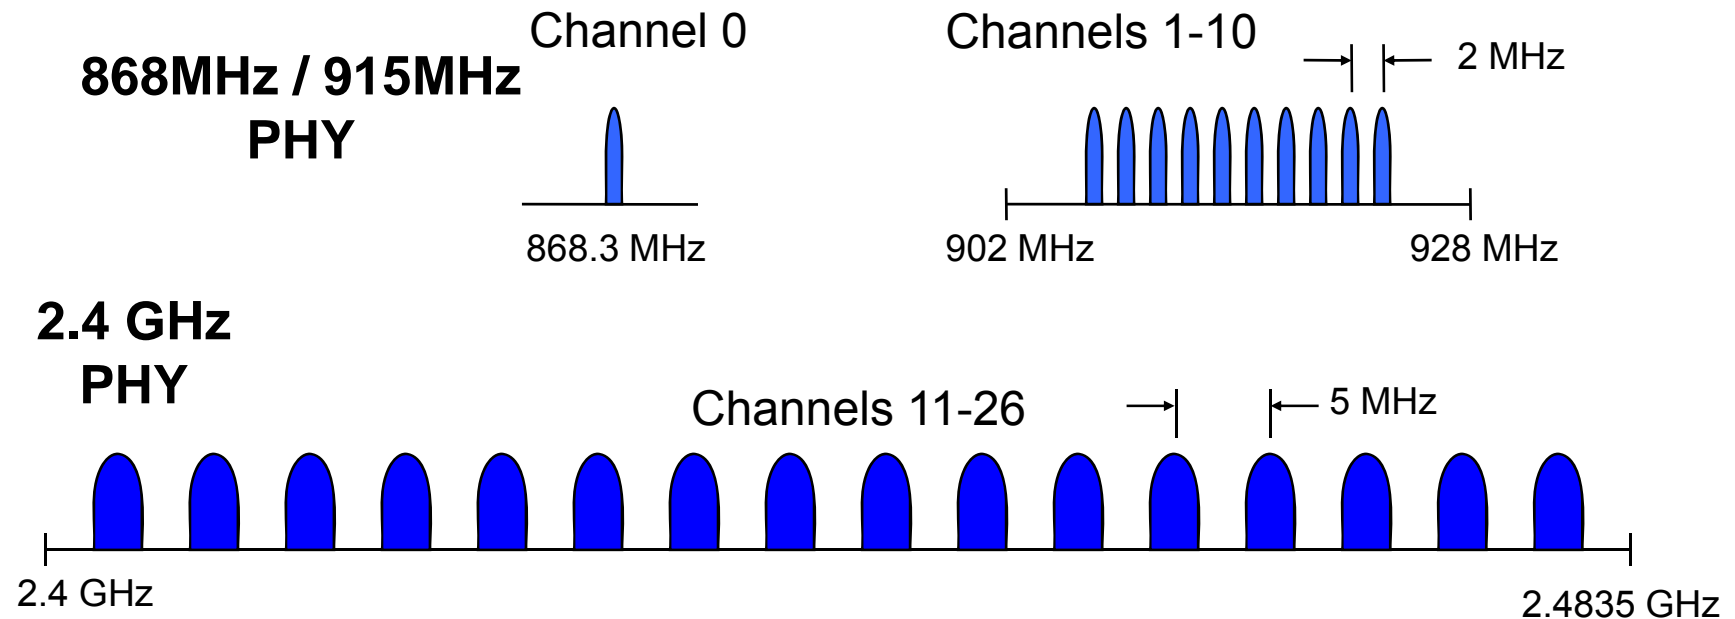 Channel 0
Channels 1-10
2 MHz
868MHz / 915MHz
PHY
868.3 MHz
902 MHz
928 MHz
2.4 GHz
PHY
Channels 11-26
5 MHz
2.4 GHz
2.4835 GHz